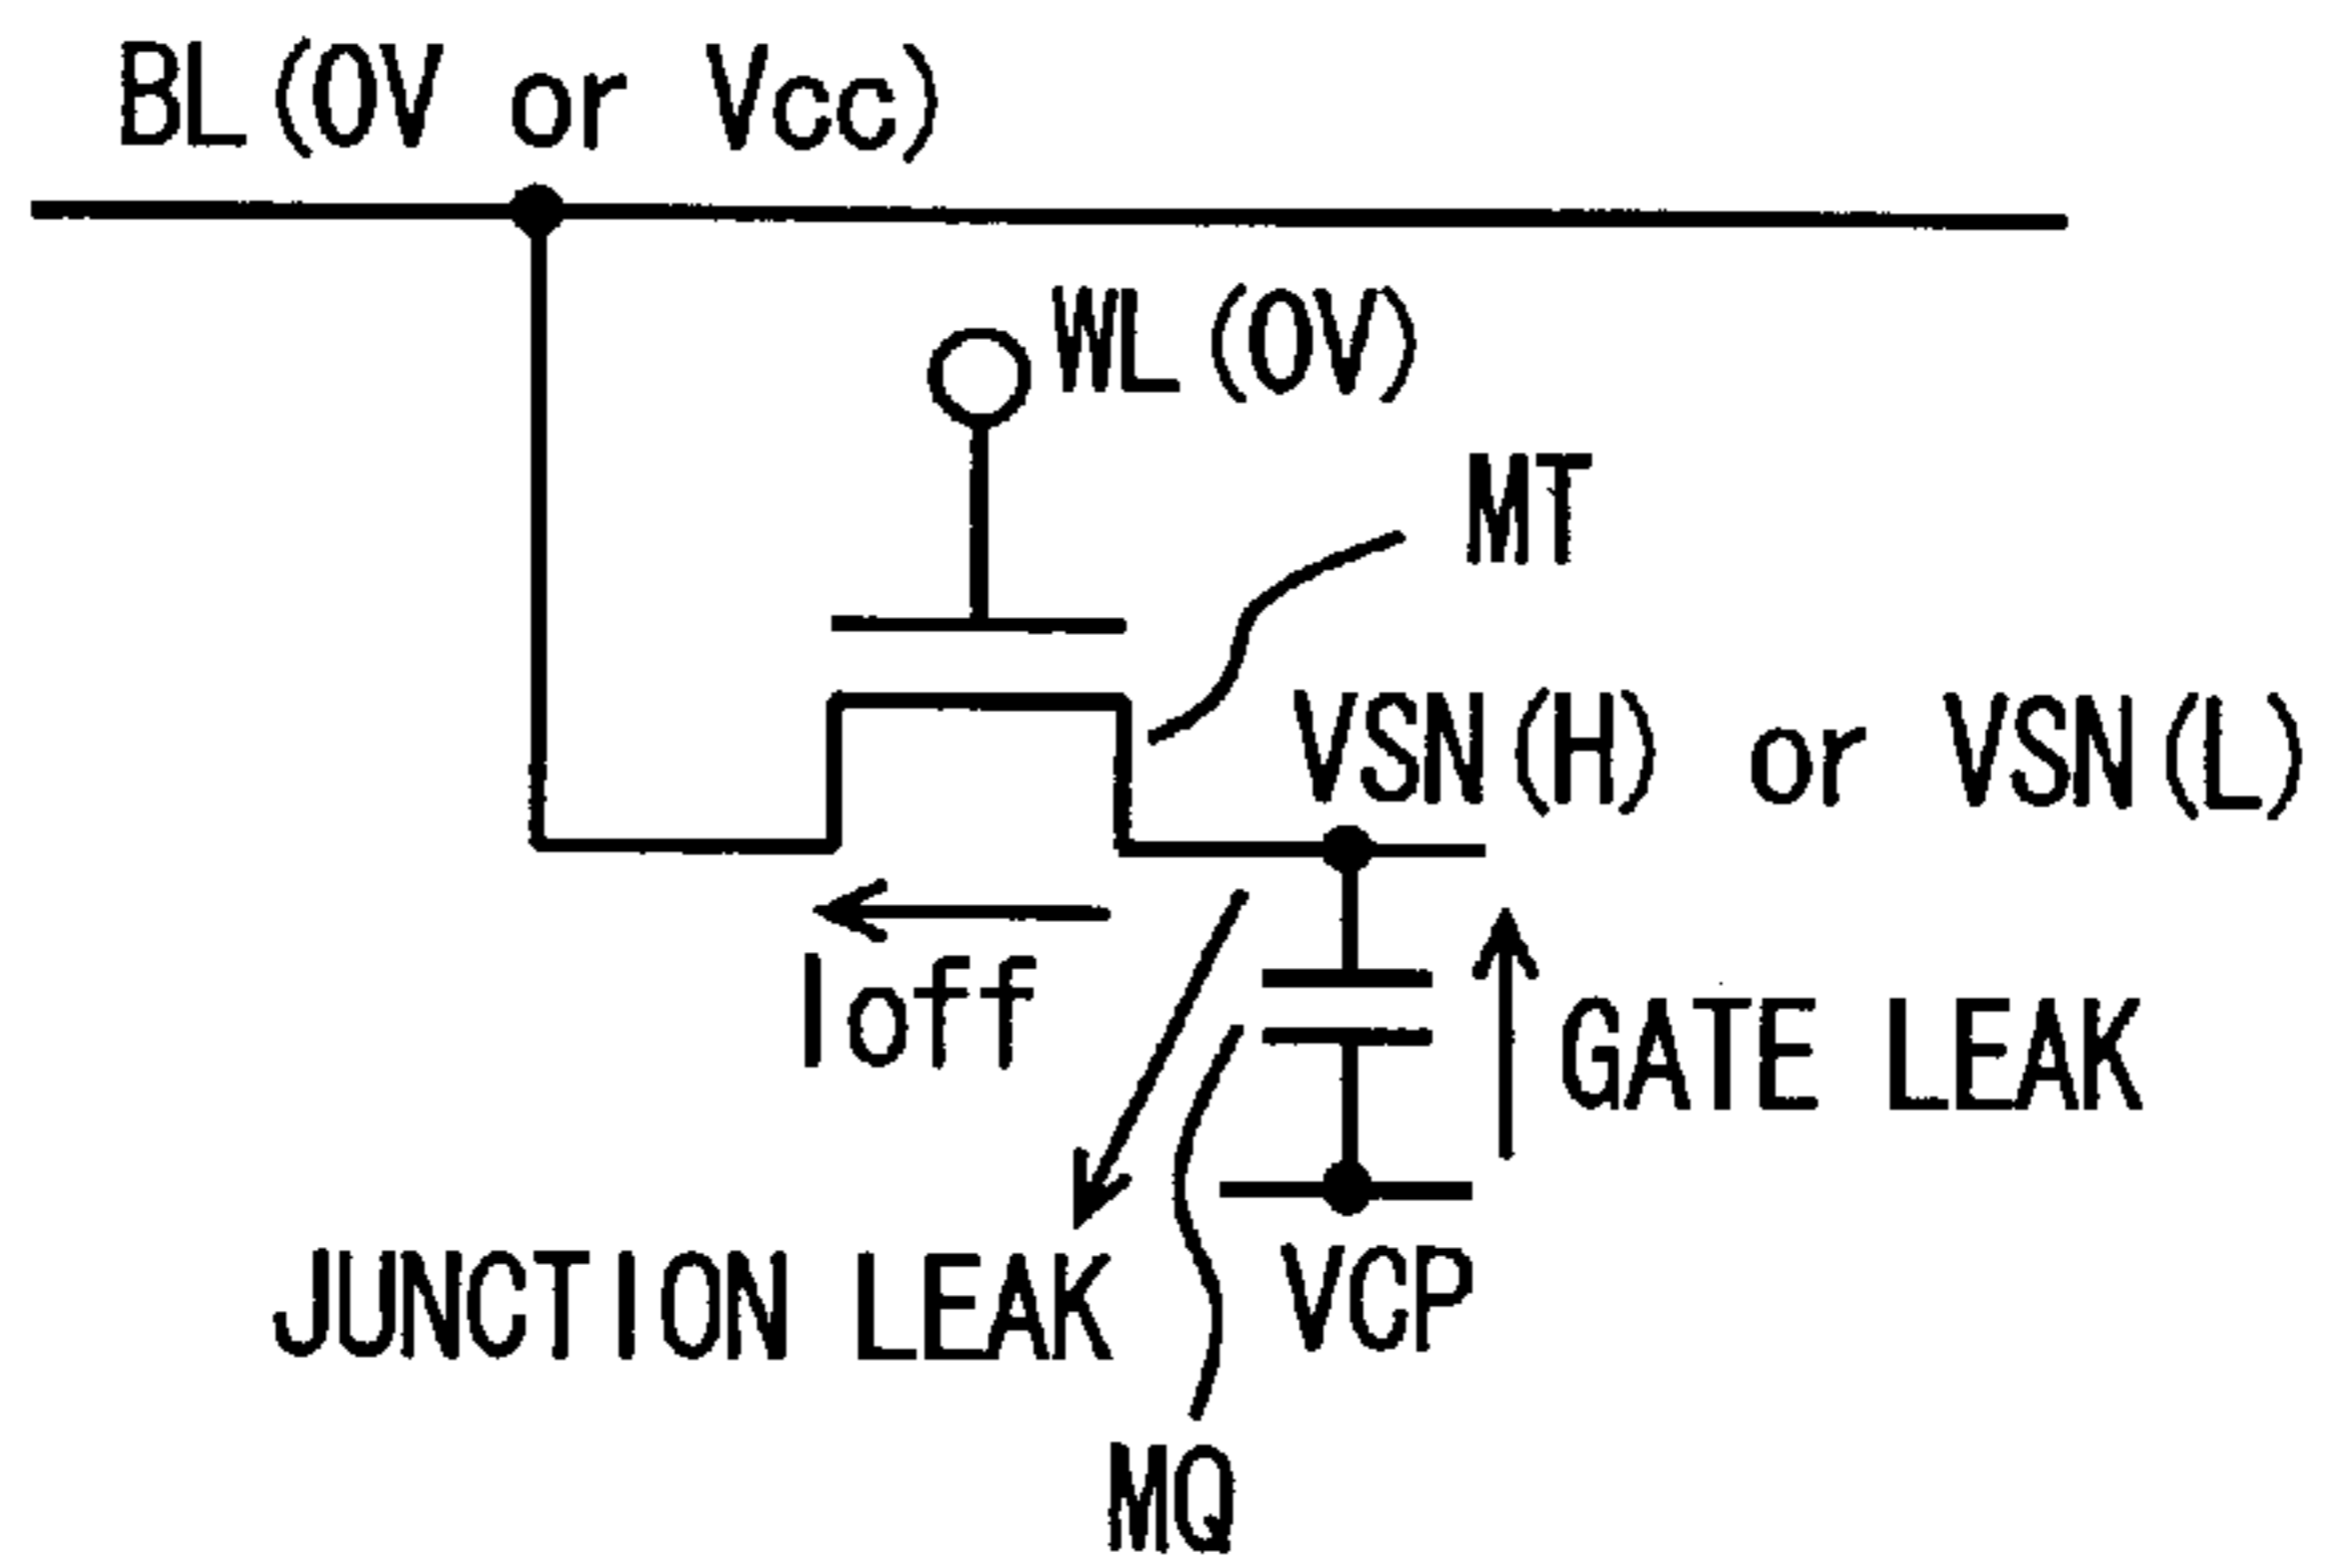 BL(0V or Vcc)
WL(0V)
MT
VSN(H) or VSN(L)
Ioff
GATE LEAK
JUNCTION LEAK
VCP
MQ